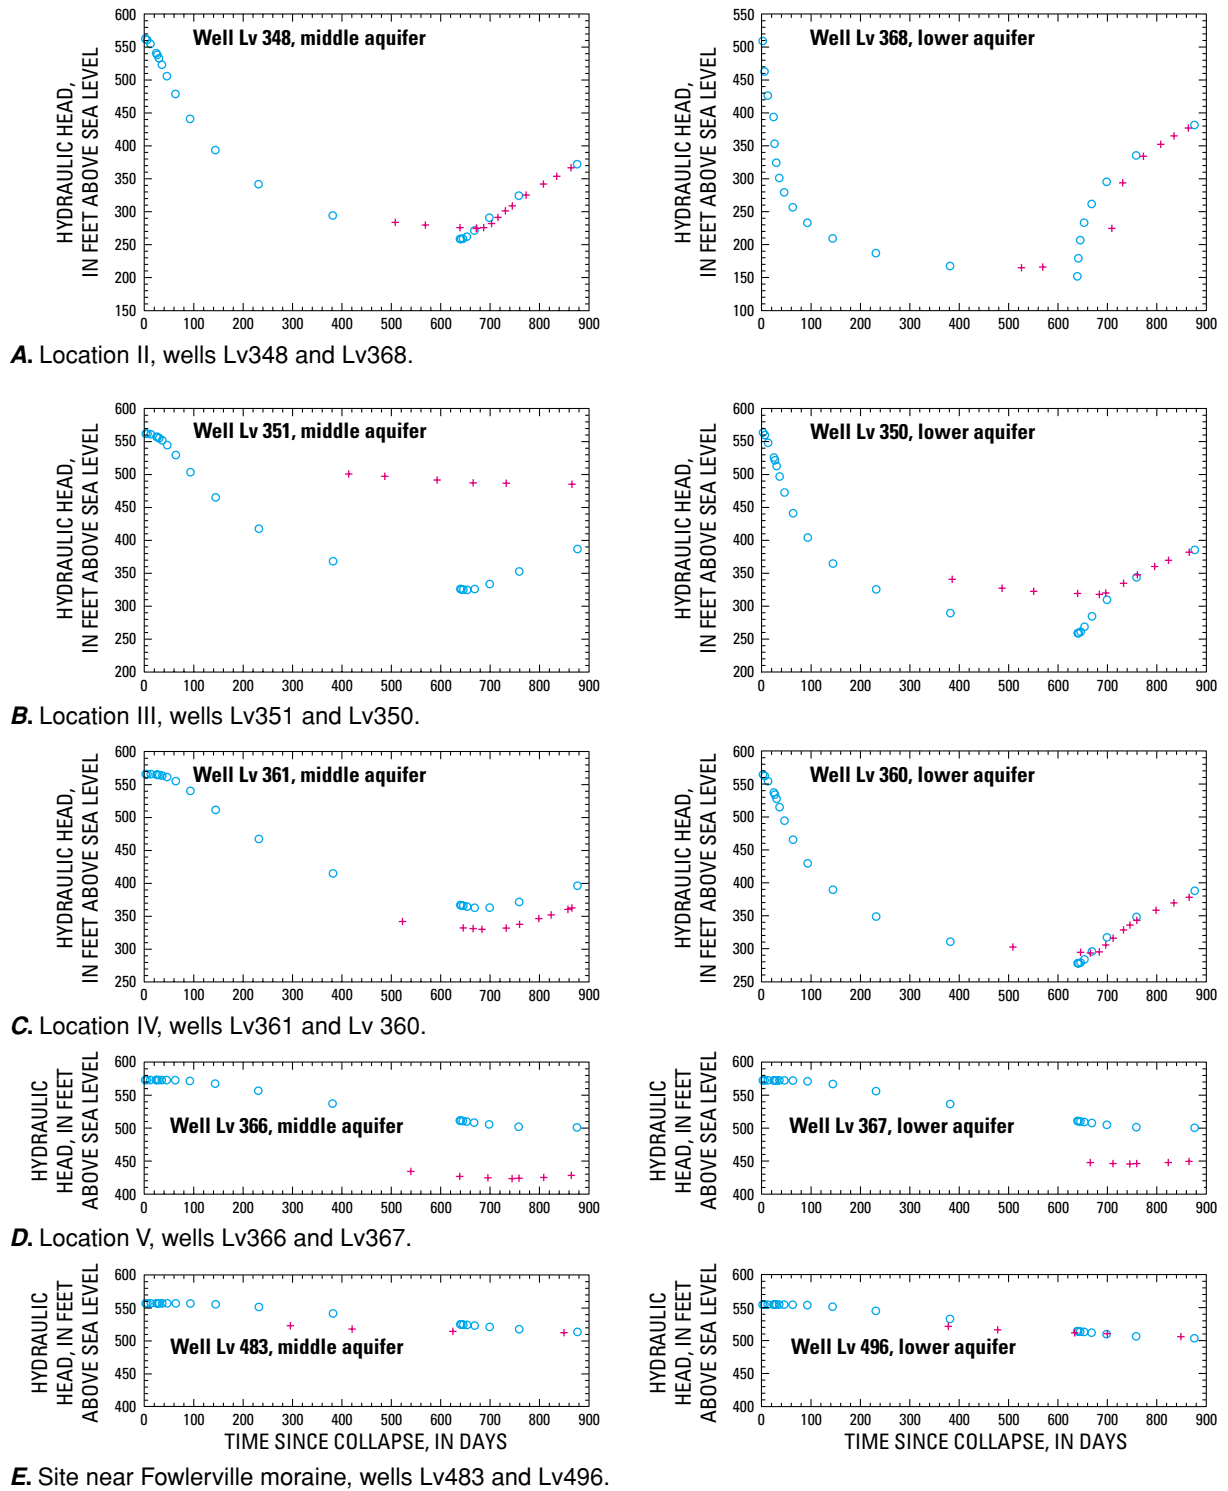 HYDRAULIC HEAD,
IN FEET ABOVE SEA LEVEL
600
550
500
450
400
350
300
250
200
150
Well Lv 348, middle aquifer
0 100 200 300 400 500 600 700 800 900
HYDRAULIC HEAD,
IN FEET ABOVE SEA LEVEL
550
500
450
400
350
300
250
200
150
100
Well Lv 368, lower aquifer
0 100 200 300 400 500 600 700 800 900
A. Location II, wells Lv348 and Lv368.
HYDRAULIC HEAD,
IN FEET ABOVE SEA LEVEL
600
550
500
450
400
350
300
250
200
Well Lv 351, middle aquifer
0 100 200 300 400 500 600 700 800 900
HYDRAULIC HEAD,
IN FEET ABOVE SEA LEVEL
600
550
500
450
400
350
300
250
200
Well Lv 350, lower aquifer
0 100 200 300 400 500 600 700 800 900
B. Location III, wells Lv351 and Lv350.
HYDRAULIC HEAD,
IN FEET ABOVE SEA LEVEL
600
550
500
450
400
350
300
250
Well Lv 361, middle aquifer
0 100 200 300 400 500 600 700 800 900
HYDRAULIC HEAD,
IN FEET ABOVE SEA LEVEL
600
550
500
450
400
350
300
250
Well Lv 360, lower aquifer
0 100 200 300 400 500 600 700 800 900
C. Location IV, wells Lv361 and Lv 360.
HYDRAULIC
HEAD, IN FEET
ABOVE SEA LEVEL
600
550
500
450
400
Well Lv 366, middle aquifer
0 100 200 300 400 500 600 700 800 900
HYDRAULIC
HEAD, IN FEET
ABOVE SEA LEVEL
600
550
500
450
400
Well Lv 367, lower aquifer
0 100 200 300 400 500 600 700 800 900
D. Location V, wells Lv366 and Lv367.
HYDRAULIC
HEAD, IN FEET
ABOVE SEA LEVEL
600
550
500
450
400
Well Lv 483, middle aquifer
0 100 200 300 400 500 600 700 800 900
TIME SINCE COLLAPSE, IN DAYS
HYDRAULIC
HEAD, IN FEET
ABOVE SEA LEVEL
600
550
500
450
400
Well Lv 496, lower aquifer
0 100 200 300 400 500 600 700 800 900
TIME SINCE COLLAPSE, IN DAYS
E. Site near Fowlerville moraine, wells Lv483 and Lv496.